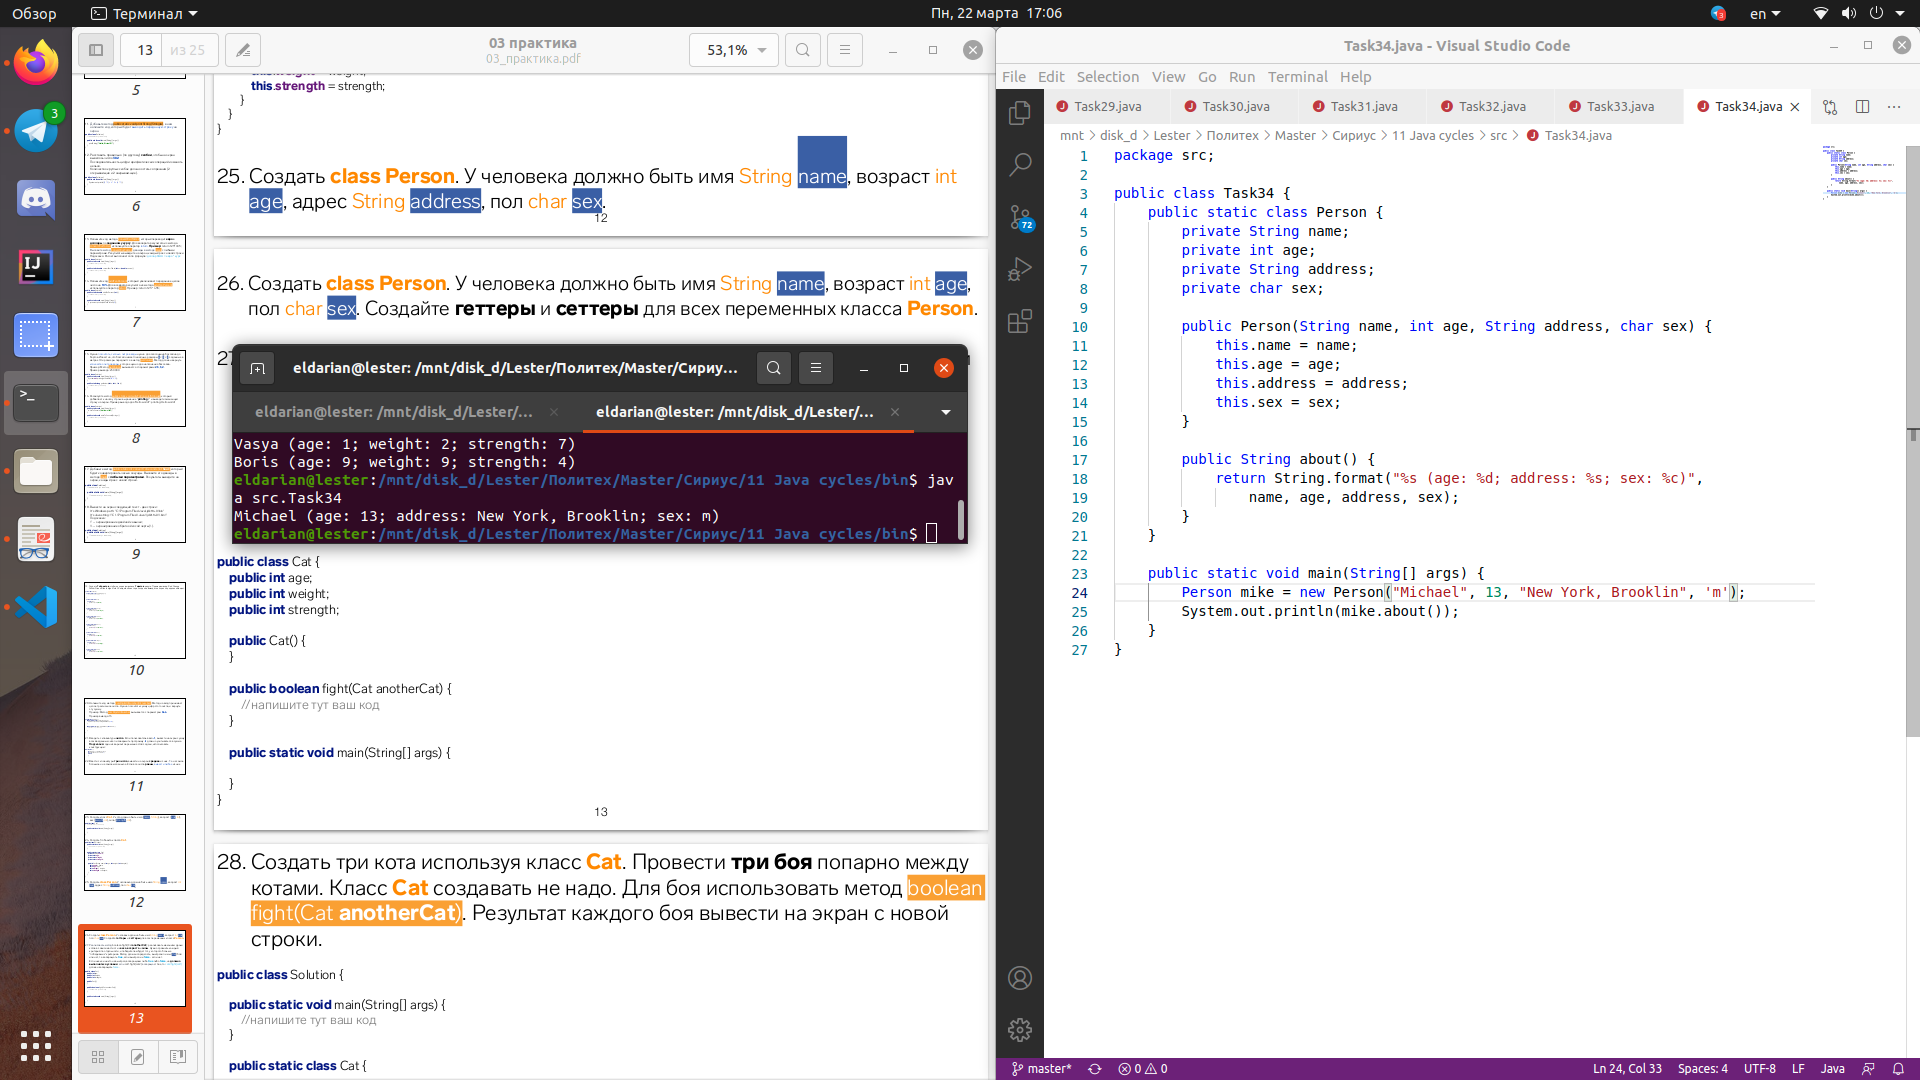 Обзор
Терминал
Пн, 22 марта 17:06
3
en
13
из 25
03 практика
03_практика.pdf
53,1%
3
5
6
7
8
9
10
11
12
13
this.strength = strength;
}
}
}
25. Создать class Person. У человека должно быть имя String name, возраст int
age, адрес String address, пол char sex.
12
26. Создать class Person. У человека должно быть имя String name, возраст int age,
пол char sex. Создайте геттеры и сеттеры для всех переменных класса Person.
eldarian@lester: /mnt/disk_d/Lester/Политех/Master/Сириу...
eldarian@lester: /mnt/disk_d/Lester/...
eldarian@lester: /mnt/disk_d/Lester/...
Vasya (age: 1; weight: 2; strength: 7)
Boris (age: 9; weight: 9; strength: 4)
eldarian@lester:/mnt/disk_d/Lester/Политех/Master/Сириус/11 Java cycles/bin$ jav
a src.Task34
Michael (age: 13; address: New York, Brooklin; sex: m)
eldarian@lester:/mnt/disk_d/Lester/Политех/Master/Сириус/11 Java cycles/bin$
public class Cat {
public int age;
public int weight;
public int strength;
public Cat() {
}
public boolean fight(Cat anotherCat) {
//напишите тут ваш код
}
public static void main(String[] args) {
}
}
13
28. Создать три кота используя класс Cat. Провести три боя попарно между
котами. Класс Cat создавать не надо. Для боя использовать метод boolean
fight(Cat anotherCat). Результат каждого боя вывести на экран с новой
строки.
public class Solution {
public static void main(String[] args) {
//напишите тут ваш код
}
public static class Cat {
Task34.java - Visual Studio Code
File Edit Selection View Go Run Terminal Help
Task29.java
Task30.java
Task31.java
Task32.java
Task33.java
Task34.java
mnt > disk_d > Lester > Политех > Master > Сириус > 11 Java cycles > src > Task34.java
72
1 package src;
2
3 public class Task34 {
4 public static class Person {
5 private String name;
6 private int age;
7 private String address;
8 private char sex;
9
10 public Person(String name, int age, String address, char sex) {
11 this.name = name;
12 this.age = age;
13 this.address = address;
14 this.sex = sex;
15 }
16
17 public String about() {
18 return String.format("%s (age: %d; address: %s; sex: %c)",
19 name, age, address, sex);
20 }
21 }
22
23 public static void main(String[] args) {
24 Person mike = new Person("Michael", 13, "New York, Brooklin", 'm');
25 System.out.println(mike.about());
26 }
27 }
master*
0
0
Ln 24, Col 33
Spaces: 4
UTF-8
LF
Java